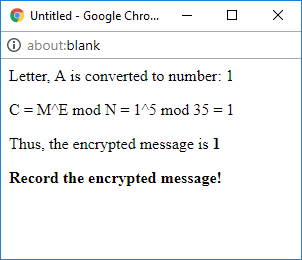 Untitled - Google Chro...
about:blank
Letter, A is converted to number: 1
C = M^E mod N = 1^5 mod 35 = 1
Thus, the encrypted message is 1
Record the encrypted message!